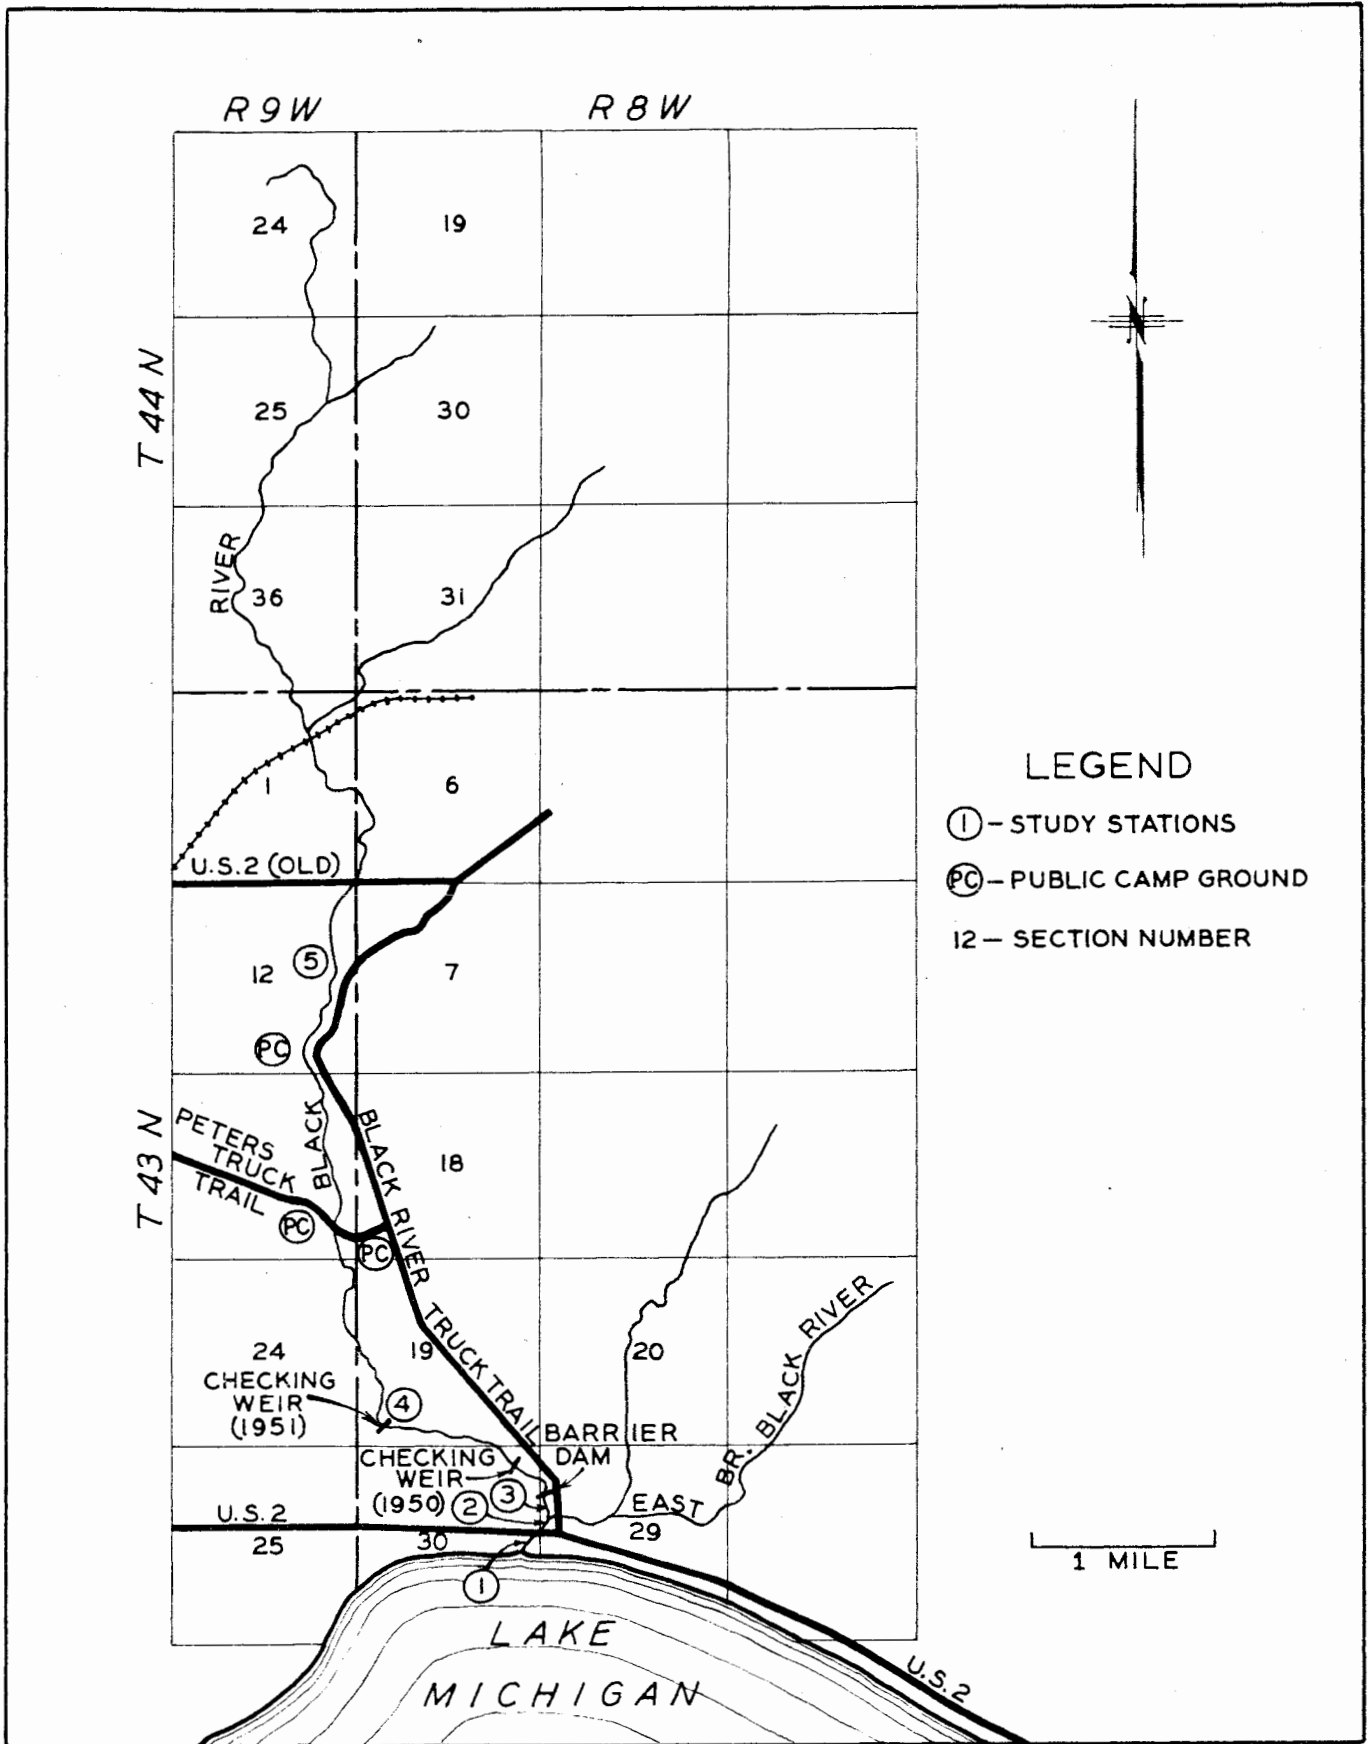 R 9 W
R 8 W
24
19
T 44 N
25
30
RIVER
36
31
LEGEND
1
6
① – STUDY STATIONS
U.S.2 (OLD)
PC – PUBLIC CAMP GROUND
12 – SECTION NUMBER
5
12
7
PC
BLACK
BLACK RIVER TRUCK TRAIL
PETERS
TRUCK
TRAIL
T 43 N
18
PC
PC
24
19
20
CHECKING
WEIR
(1951)
4
BARRIER
DAM
CHECKING
WEIR
(1950)
3
2
EAST BR. BLACK RIVER
U.S.2
25
30
29
1 MILE
1
LAKE
MICHIGAN
U.S.2